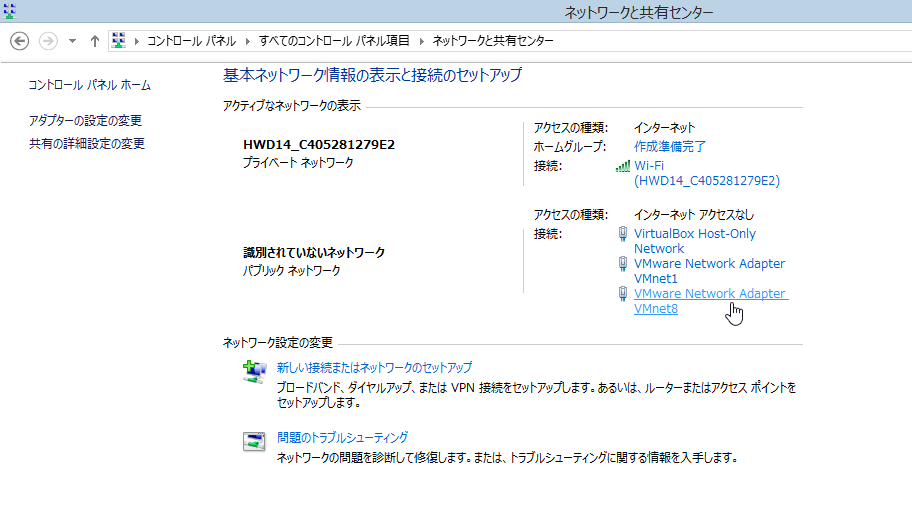 ネットワークと共有センター
コントロール パネル ▸ すべてのコントロール パネル項目 ▸ ネットワークと共有センター
コントロール パネル ホーム
アダプターの設定の変更
共有の詳細設定の変更
基本ネットワーク情報の表示と接続のセットアップ
アクティブなネットワークの表示
HWD14_C405281279E2
プライベート ネットワーク
アクセスの種類: インターネット
ホームグループ: 作成準備完了
接続: Wi-Fi
(HWD14_C405281279E2)
識別されていないネットワーク
パブリック ネットワーク
アクセスの種類: インターネット アクセスなし
接続: VirtualBox Host-Only
Network
VMware Network Adapter
VMnet1
VMware Network Adapter
VMnet8
ネットワーク設定の変更
新しい接続またはネットワークのセットアップ
ブロードバンド、ダイヤルアップ、または VPN 接続をセットアップします。あるいは、ルーターまたはアクセス ポイントを
セットアップします。
問題のトラブルシューティング
ネットワークの問題を診断して修復します。または、トラブルシューティングに関する情報を入手します。